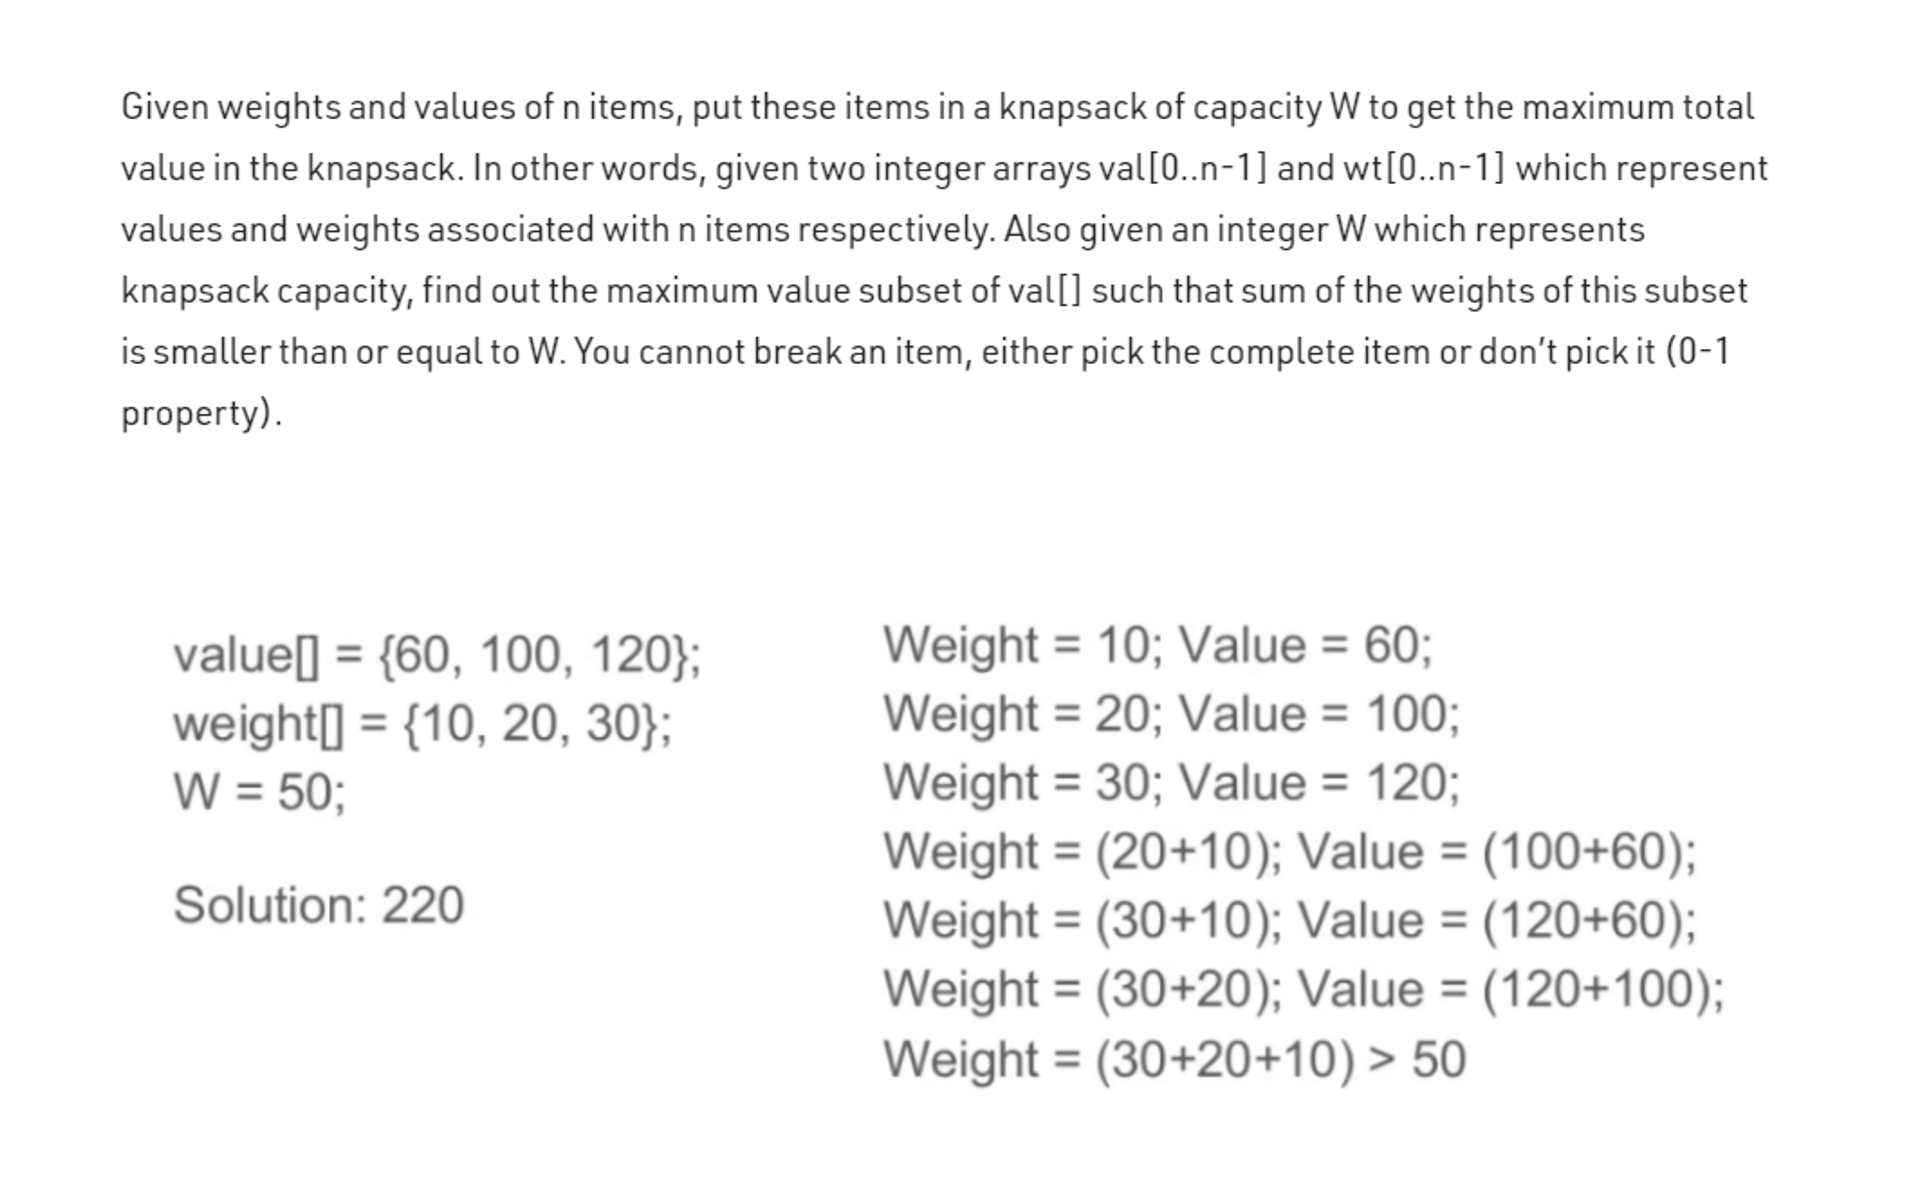 Given weights and values of n items, put these items in a knapsack of capacity W to get the maximum total
value in the knapsack. In other words, given two integer arrays val[0..n-1] and wt[0..n-1] which represent
values and weights associated with n items respectively. Also given an integer W which represents
knapsack capacity, find out the maximum value subset of val[] such that sum of the weights of this subset
is smaller than or equal to W. You cannot break an item, either pick the complete item or don't pick it (0-1
property).
value[] = {60, 100, 120};
weight[] = {10, 20, 30};
W = 50;
Solution: 220
Weight = 10; Value = 60;
Weight = 20; Value = 100;
Weight = 30; Value = 120;
Weight = (20+10); Value = (100+60);
Weight = (30+10); Value = (120+60);
Weight = (30+20); Value = (120+100);
Weight = (30+20+10) > 50